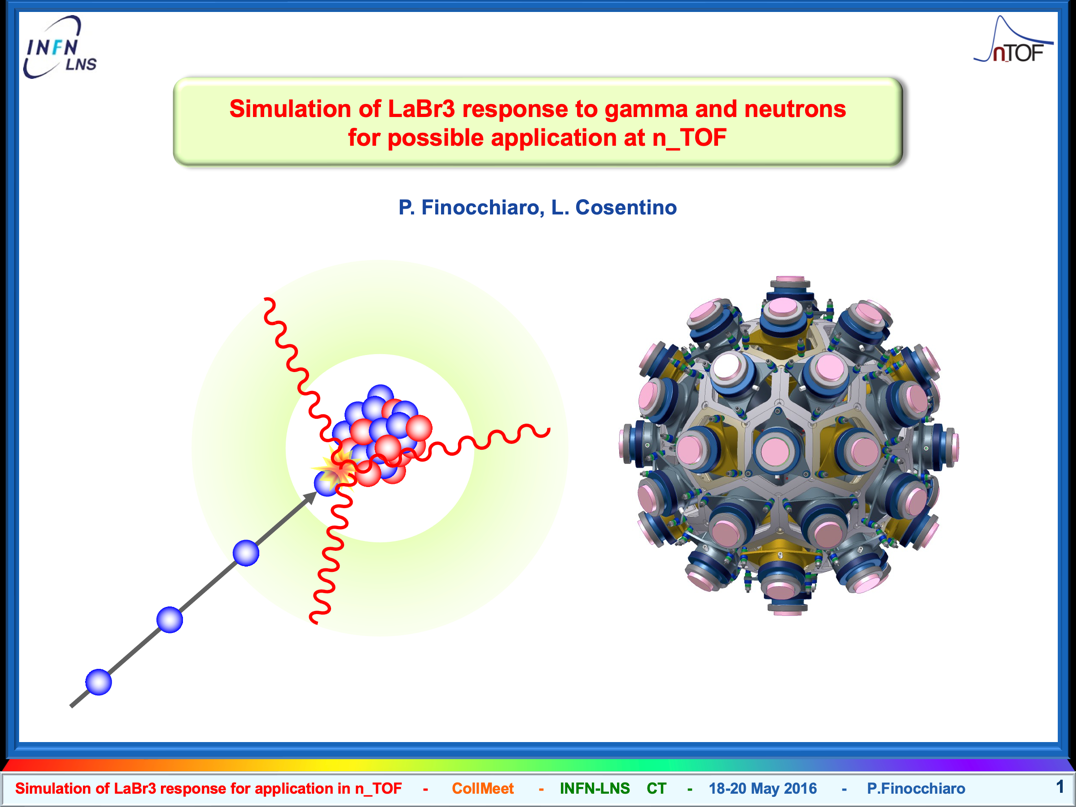 INFN
LNS
n_TOF
Simulation of LaBr3 response to gamma and neutrons
for possible application at n_TOF
P. Finocchiaro, L. Cosentino
Simulation of LaBr3 response for application in n_TOF - CollMeet - INFN-LNS CT - 18-20 May 2016 - P.Finocchiaro 1